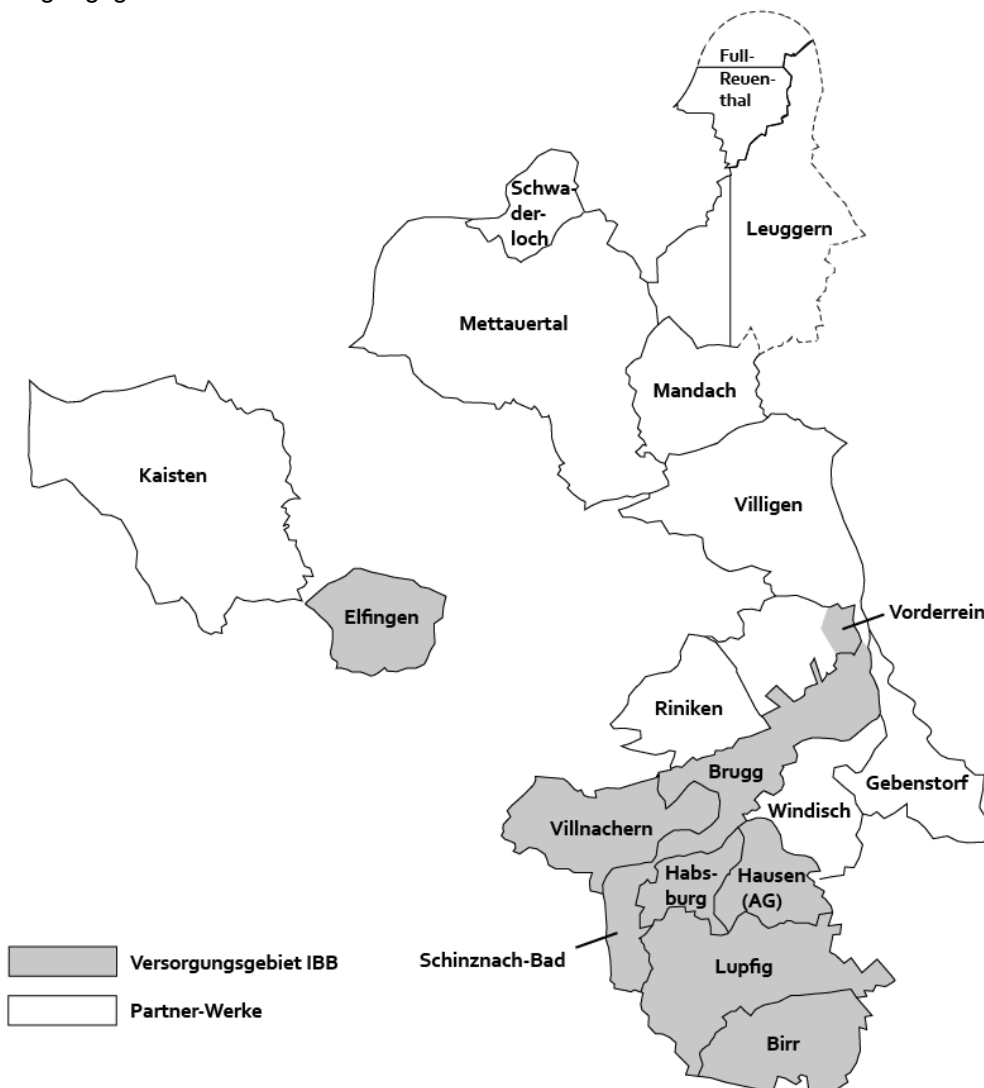 Full-
Reuen-
thal
Schwa-
der-
loch
Leuggern
Mettauertal
Mandach
Kaisten
Villigen
Elfingen
Vorderrein
Riniken
Brugg
Gebenstorf
Windisch
Villnachern
Habs-
burg
Hausen
(AG)
Schinznach-Bad
Lupfig
Birr
Versorgungsgebiet IBB
Partner-Werke